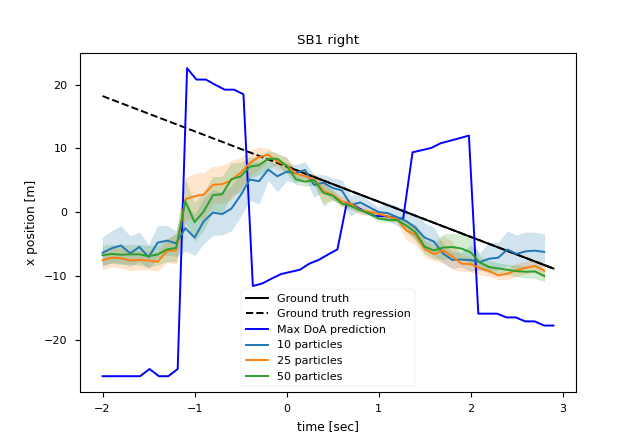 SB1 right
x position [m]
20
10
0
−10
−20
Ground truth
Ground truth regression
Max DoA prediction
10 particles
25 particles
50 particles
−2
−1
0
1
2
3
time [sec]